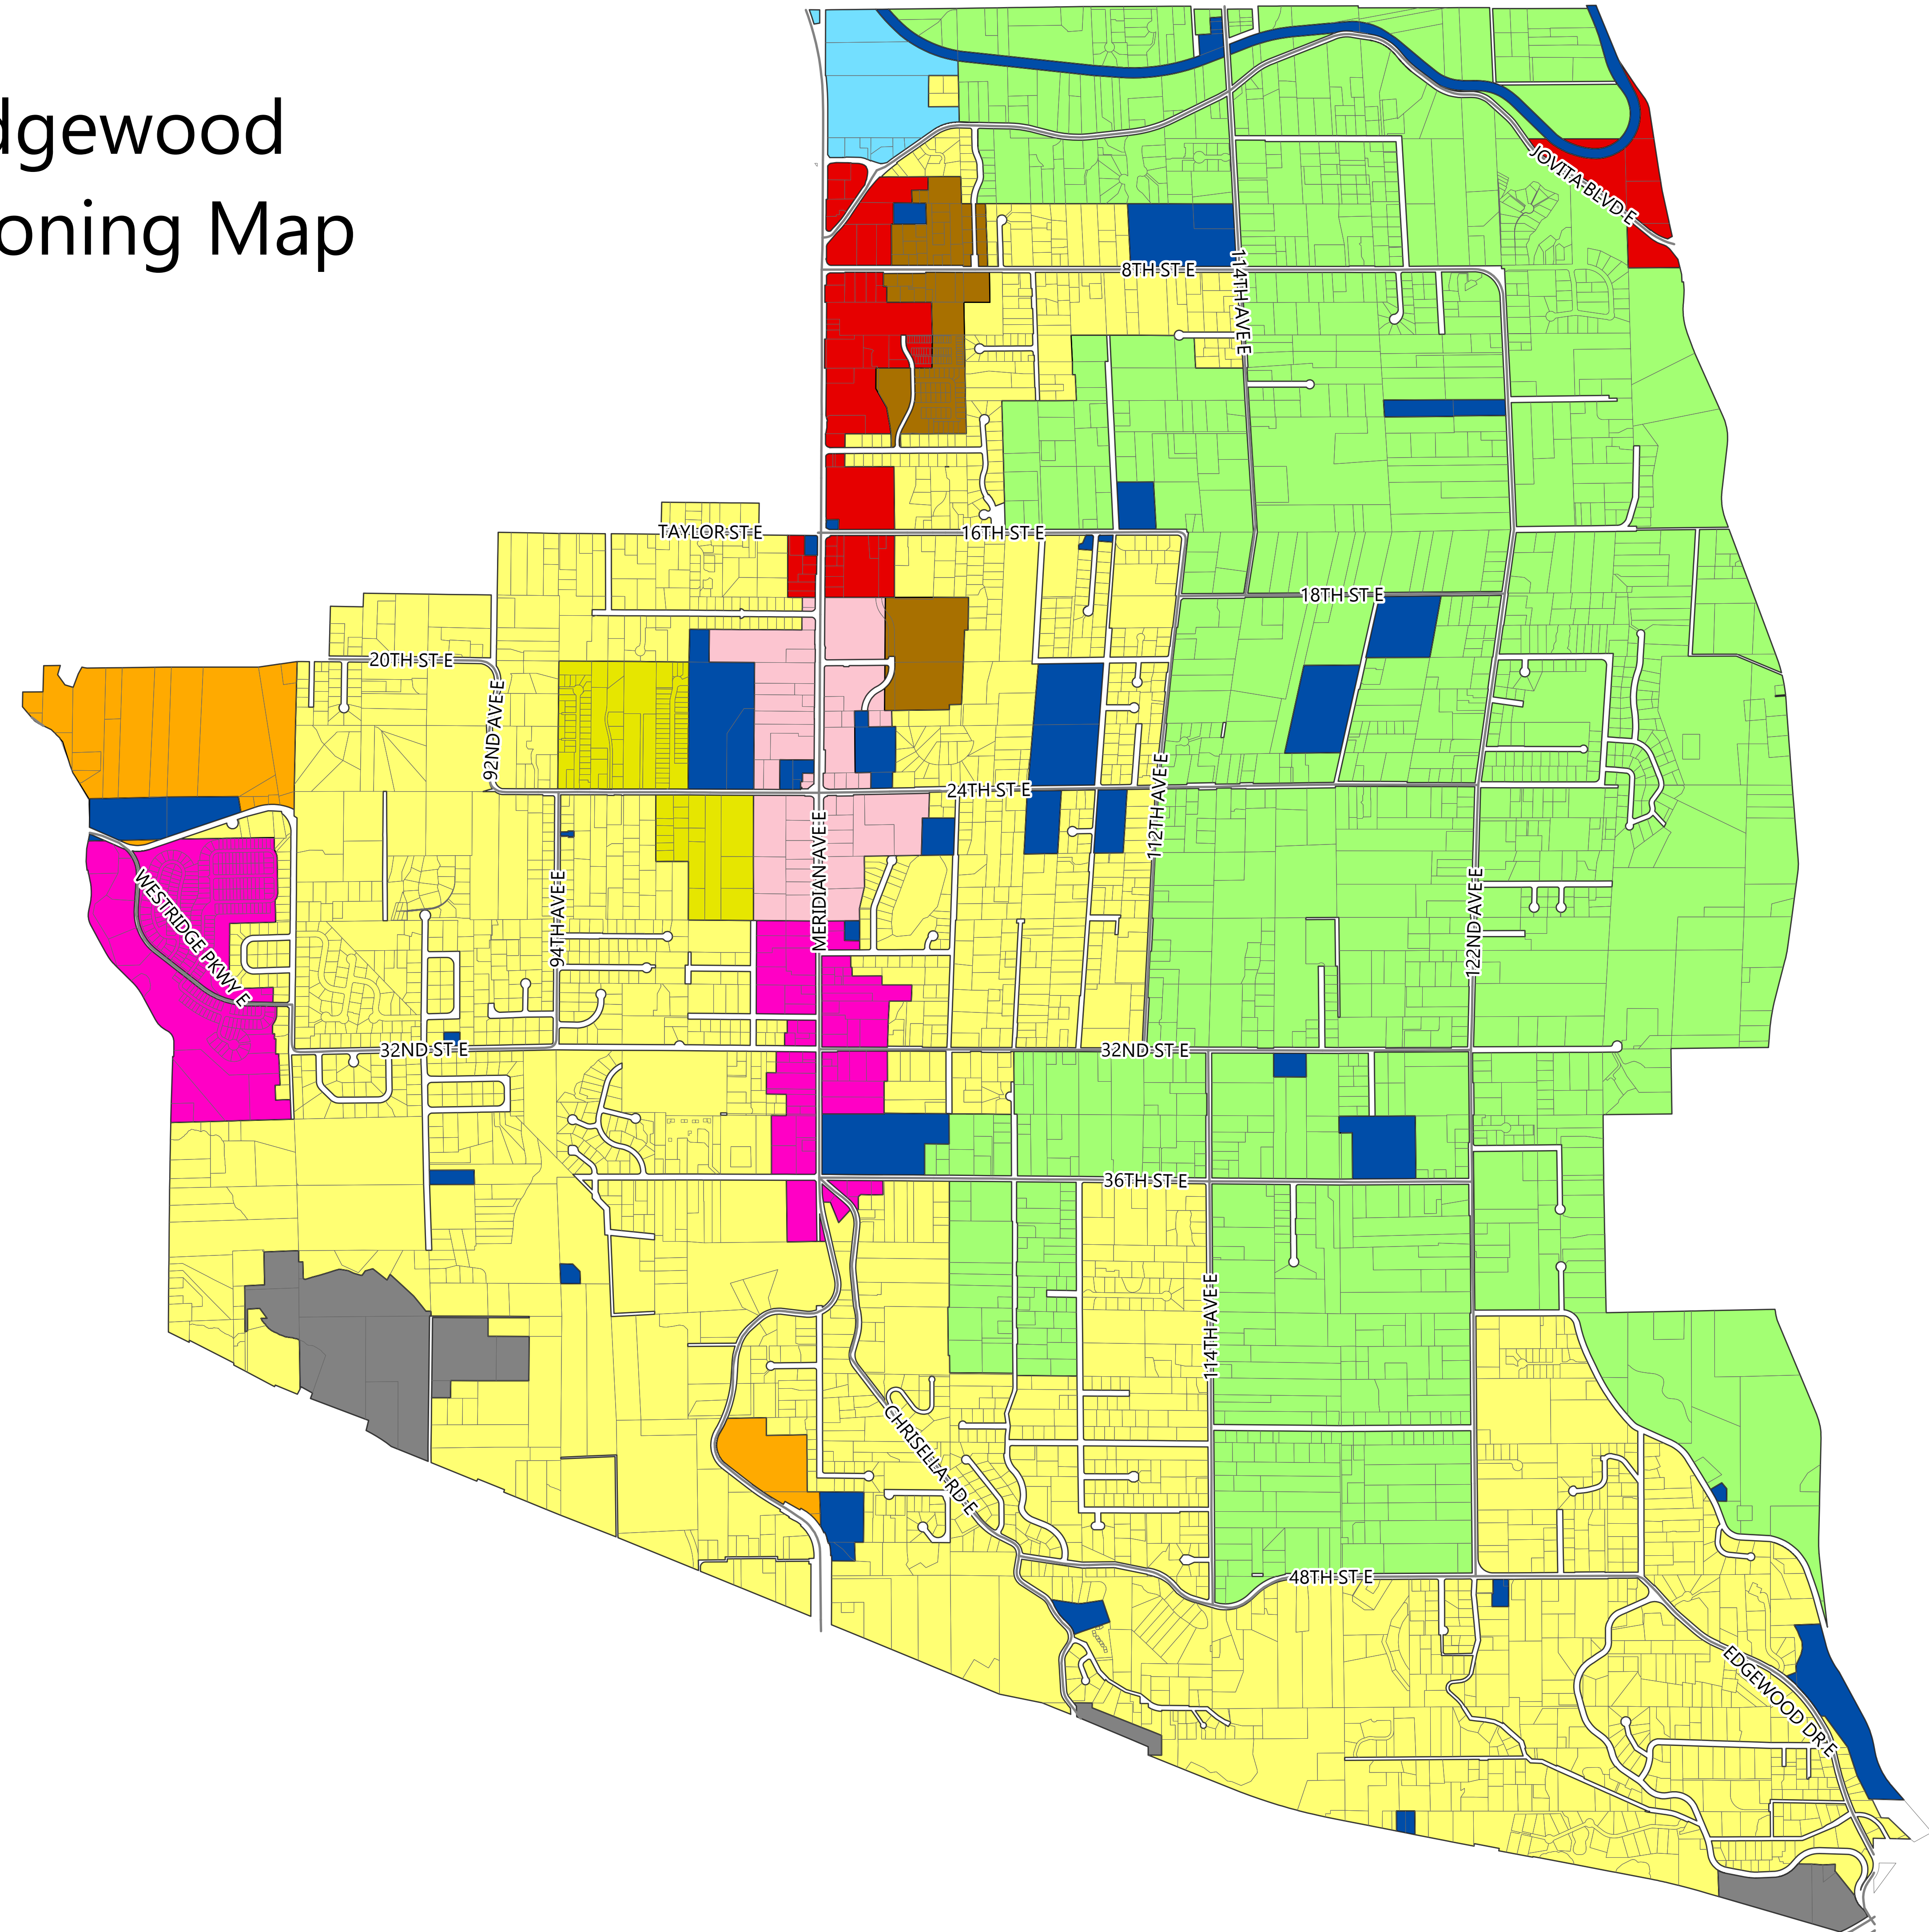 dgewood
oning Map
JOVITA BLVD E
8TH ST E
114TH AVE E
TAYLOR ST E
16TH ST E
18TH ST E
20TH ST E
92ND AVE E
24TH ST E
112TH AVE E
MERIDIAN AVE E
WESTRIDGE PKWY E
94TH AVE E
122ND AVE E
32ND ST E
32ND ST E
36TH ST E
114TH AVE E
CHRISELLA RD E
48TH ST E
EDGEWOOD DR E